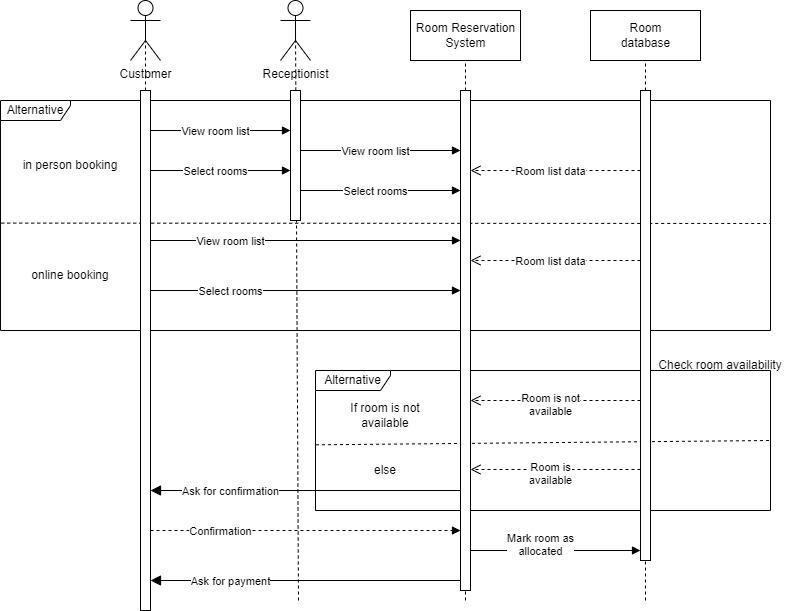 Customer
Receptionist
Room Reservation
System
Room
database
Alternative
in person booking
View room list
View room list
Select rooms
Room list data
Select rooms
online booking
View room list
Room list data
Select rooms
Check room availability
Alternative
If room is not
available
Room is not
available
else
Room is
available
Ask for confirmation
Confirmation
Mark room as
allocated
Ask for payment